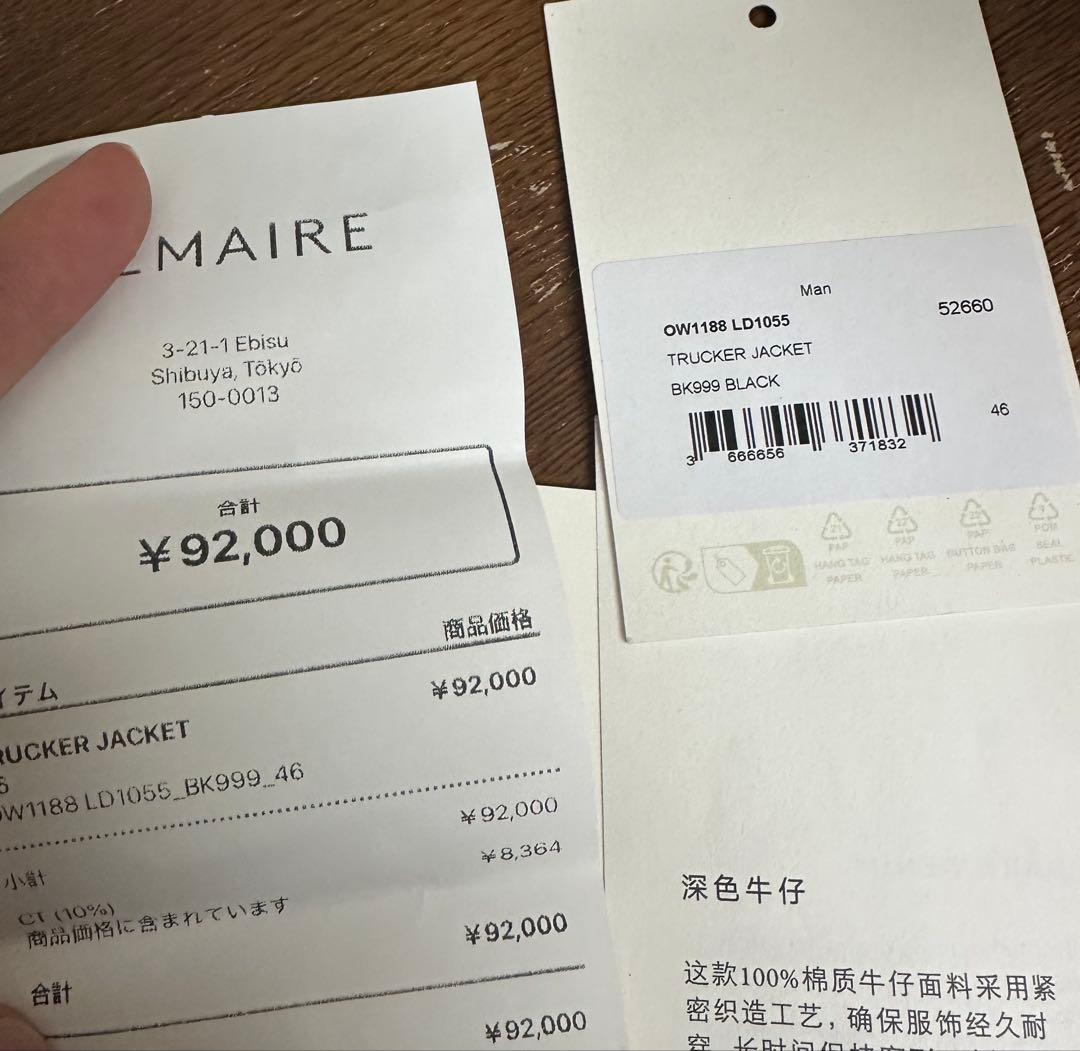 EMAIRE
3-21-1 Ebisu
Shibuya, Tōkyō
150-0013
合計
¥92,000
商品価格
イテム
¥92,000
RUCKER JACKET
6
OW1188 LD1055_BK999_46
¥92,000
小計
¥8,364
CT (10%)
商品価格に含まれています
¥92,000
合計
¥92,000
Man
52660
OW1188 LD1055
TRUCKER JACKET
BK999 BLACK
46
3 666656 371832
21 PAP HANG TAG PAPER
22 PAP HANG TAG PAPER
PAP BUTTON BAG PAPER
POM SEAL PLASTIC
深色牛仔
这款100%棉质牛仔面料采用紧
密织造工艺,确保服饰经久耐